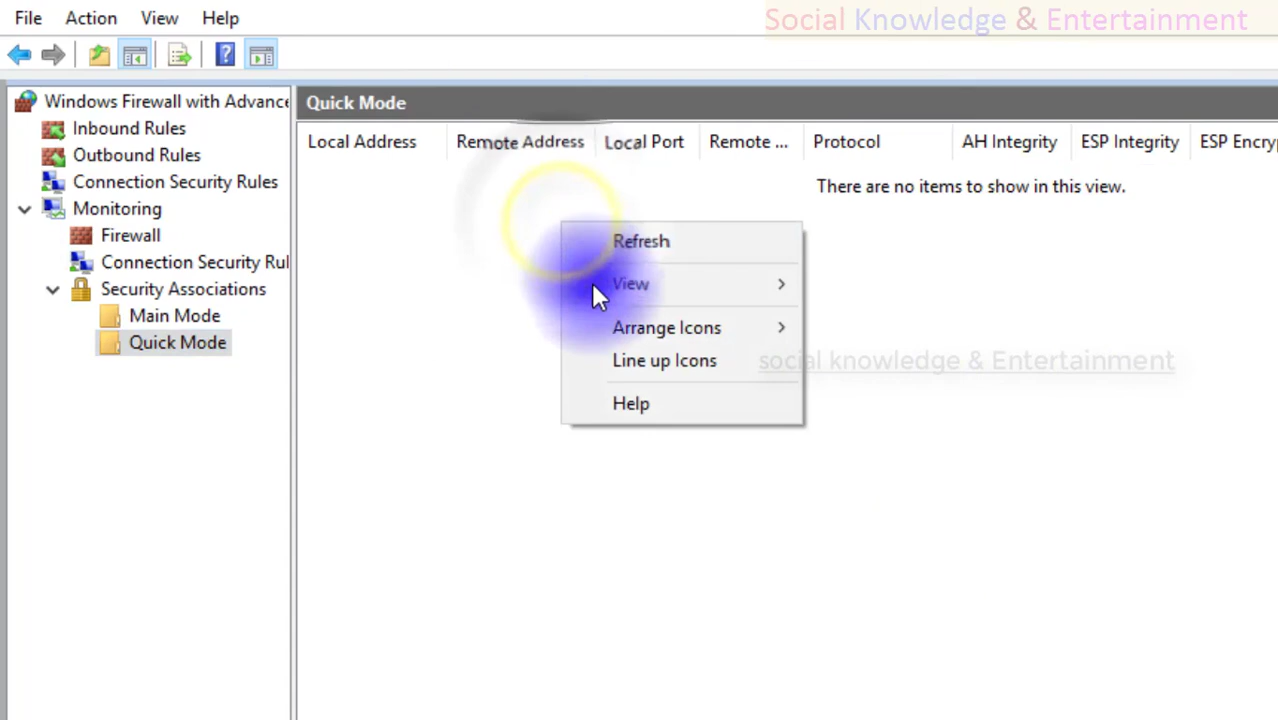 File Action View Help
Social Knowledge & Entertainment
Windows Firewall with Advance
Inbound Rules
Outbound Rules
Connection Security Rules
Monitoring
Firewall
Connection Security Rul
Security Associations
Main Mode
Quick Mode
Quick Mode
Local Address Remote Address Local Port Remote ... Protocol AH Integrity ESP Integrity ESP Encry
There are no items to show in this view.
Refresh
View
Arrange Icons
Line up Icons
Help
social knowledge & Entertainment